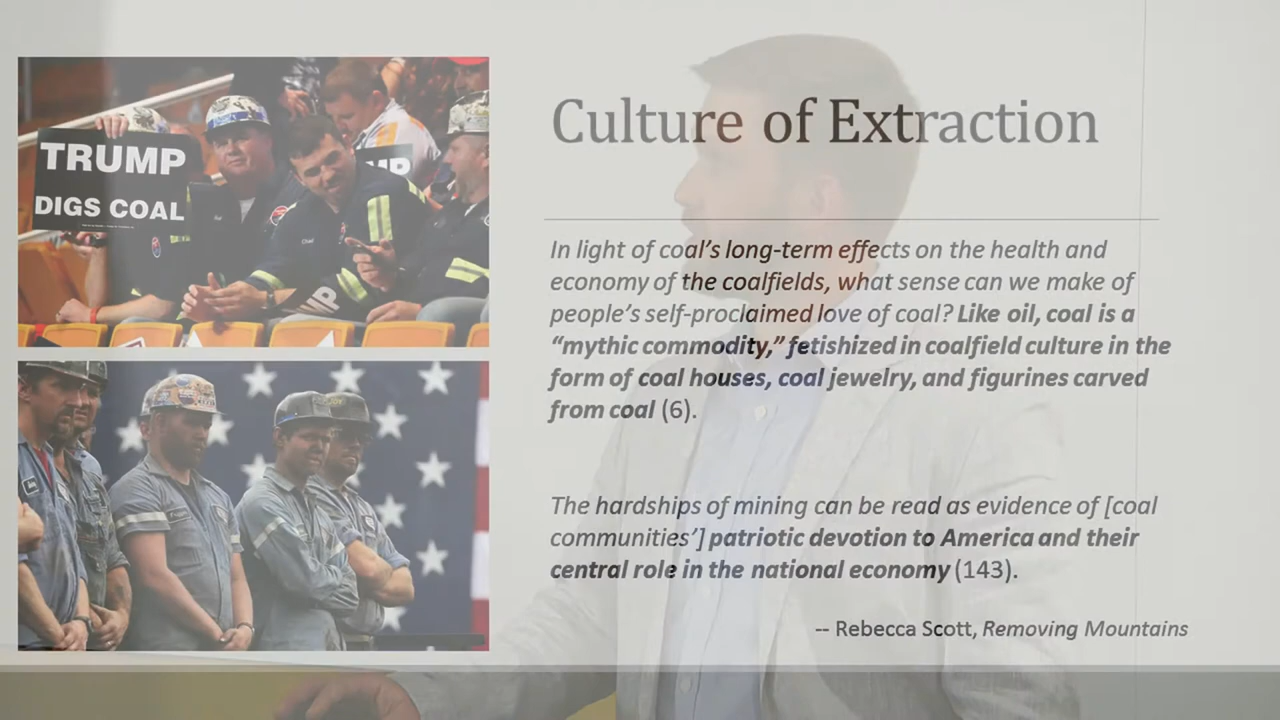 TRUMP
DIGS COAL
Culture of Extraction
In light of coal’s long-term effects on the health and
economy of the coalfields, what sense can we make of
people’s self-proclaimed love of coal? Like oil, coal is a
“mythic commodity,” fetishized in coalfield culture in the
form of coal houses, coal jewelry, and figurines carved
from coal (6).
The hardships of mining can be read as evidence of [coal
communities’] patriotic devotion to America and their
central role in the national economy (143).
-- Rebecca Scott, Removing Mountains